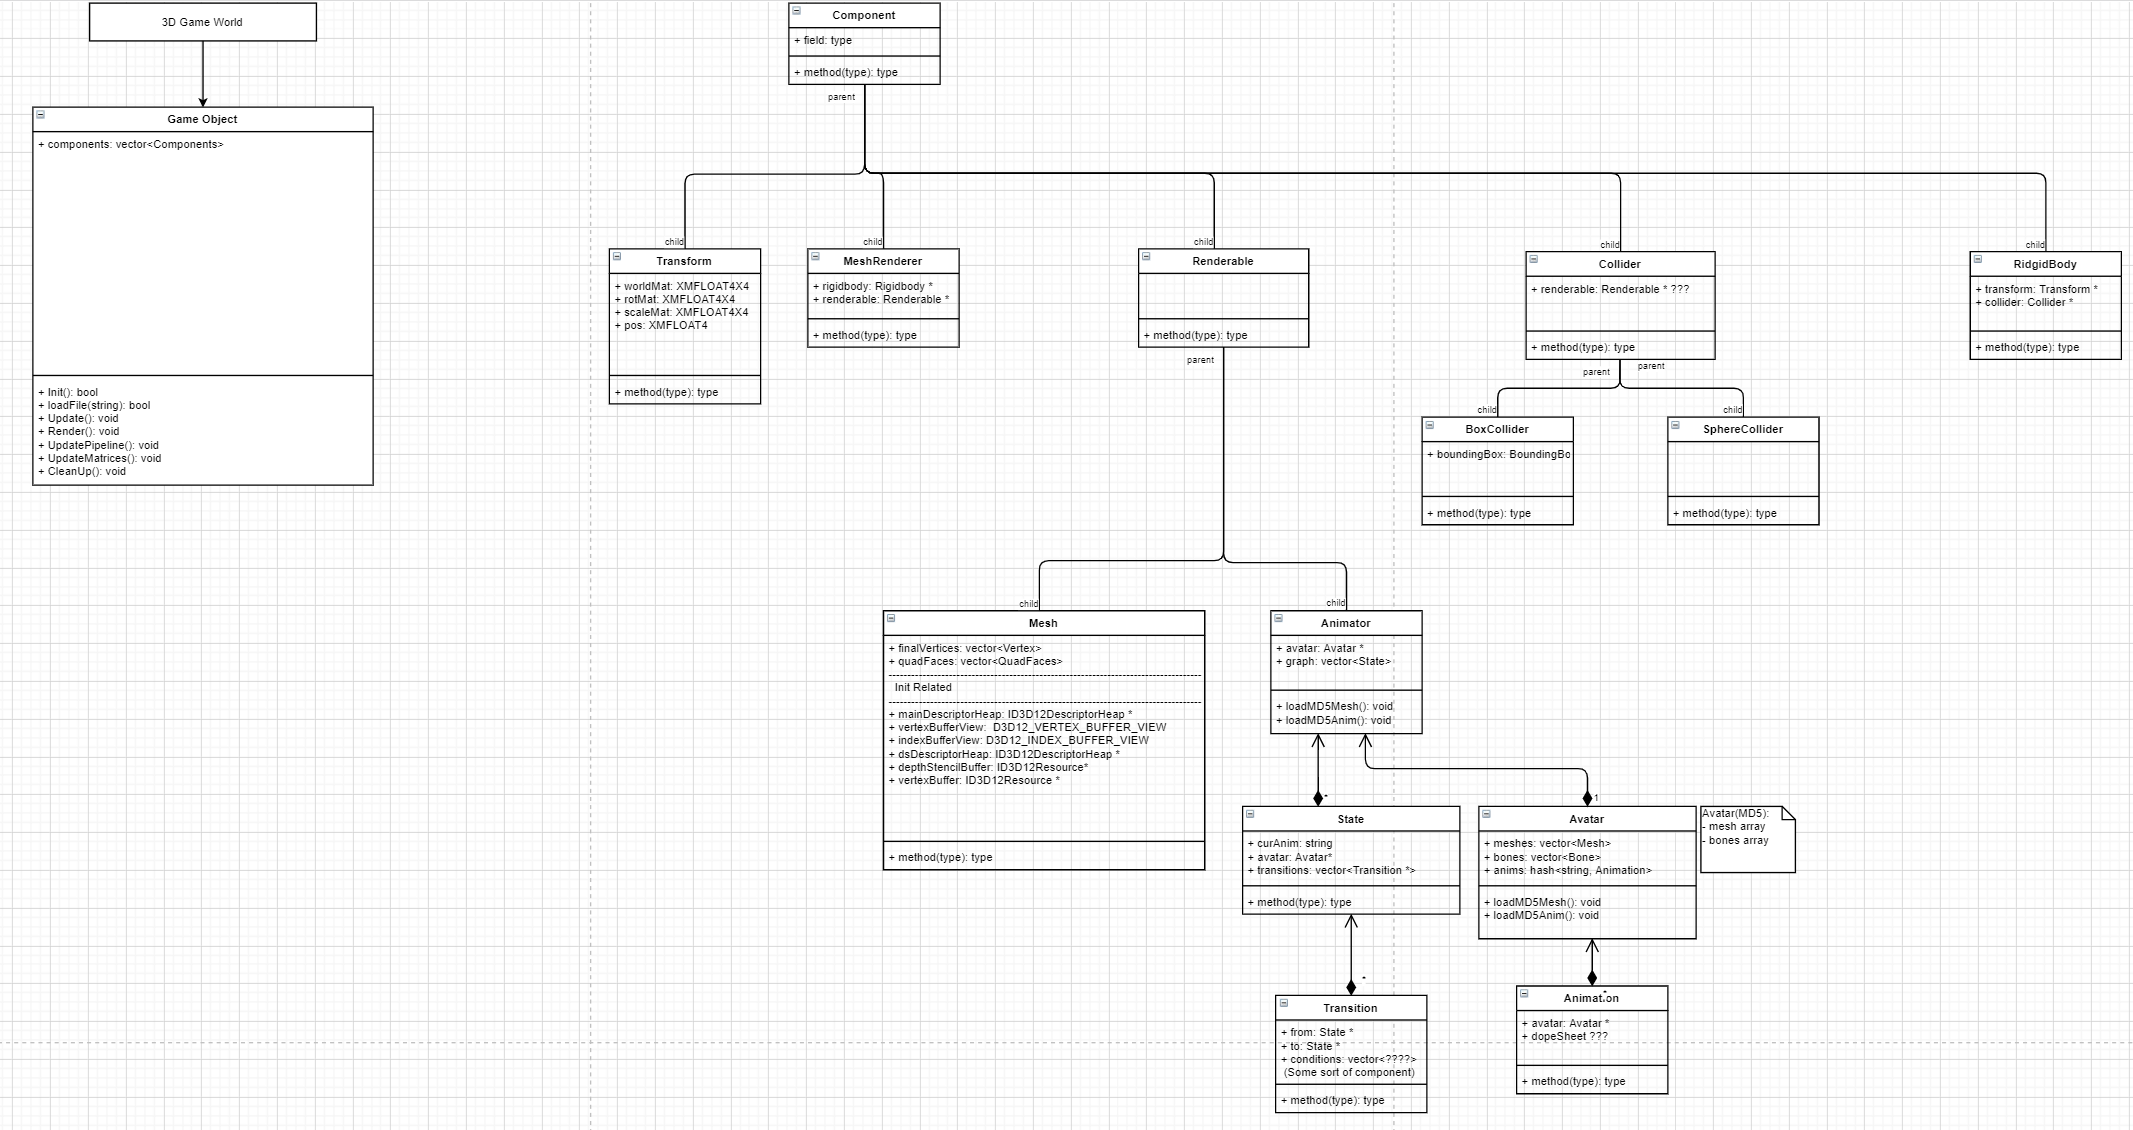 3D Game World
Game Object
+ components: vector<Components>
+ Init(): bool
+ loadFile(string): bool
+ Update(): void
+ Render(): void
+ UpdatePipeline(): void
+ UpdateMatrices(): void
+ CleanUp(): void
Component
+ field: type
+ method(type): type
parent
child
Transform
+ worldMat: XMFLOAT4X4
+ rotMat: XMFLOAT4X4
+ scaleMat: XMFLOAT4X4
+ pos: XMFLOAT4
+ method(type): type
child
MeshRenderer
+ rigidbody: Rigidbody *
+ renderable: Renderable *
+ method(type): type
child
Renderable
+ method(type): type
parent
child
Collider
+ renderable: Renderable * ???
+ method(type): type
parent
parent
child
RidgidBody
+ transform: Transform *
+ collider: Collider *
+ method(type): type
child
BoxCollider
+ boundingBox: BoundingBo
+ method(type): type
child
SphereCollider
+ method(type): type
child
Mesh
+ finalVertices: vector<Vertex>
+ quadFaces: vector<QuadFaces>
Init Related
+ mainDescriptorHeap: ID3D12DescriptorHeap *
+ vertexBufferView: D3D12_VERTEX_BUFFER_VIEW
+ indexBufferView: D3D12_INDEX_BUFFER_VIEW
+ dsDescriptorHeap: ID3D12DescriptorHeap *
+ depthStencilBuffer: ID3D12Resource*
+ vertexBuffer: ID3D12Resource *
+ method(type): type
child
Animator
+ avatar: Avatar *
+ graph: vector<State>
+ loadMD5Mesh(): void
+ loadMD5Anim(): void
*
1
State
+ curAnim: string
+ avatar: Avatar*
+ transitions: vector<Transition *>
+ method(type): type
Avatar
+ meshes: vector<Mesh>
+ bones: vector<Bone>
+ anims: hash<string, Animation>
+ loadMD5Mesh(): void
+ loadMD5Anim(): void
Avatar(MD5):
- mesh array
- bones array
*
Transition
+ from: State *
+ to: State *
+ conditions: vector<????>
(Some sort of component)
+ method(type): type
*
Animation
+ avatar: Avatar *
+ dopeSheet ???
+ method(type): type